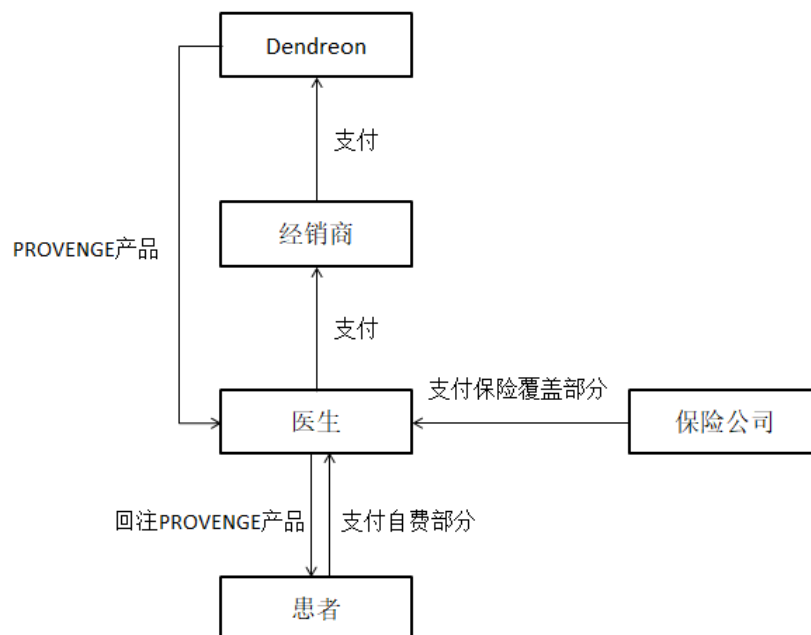 Dendreon
支付
经销商
PROVENGE产品
支付
支付保险覆盖部分
医生
保险公司
回注PROVENGE产品
支付自费部分
患者